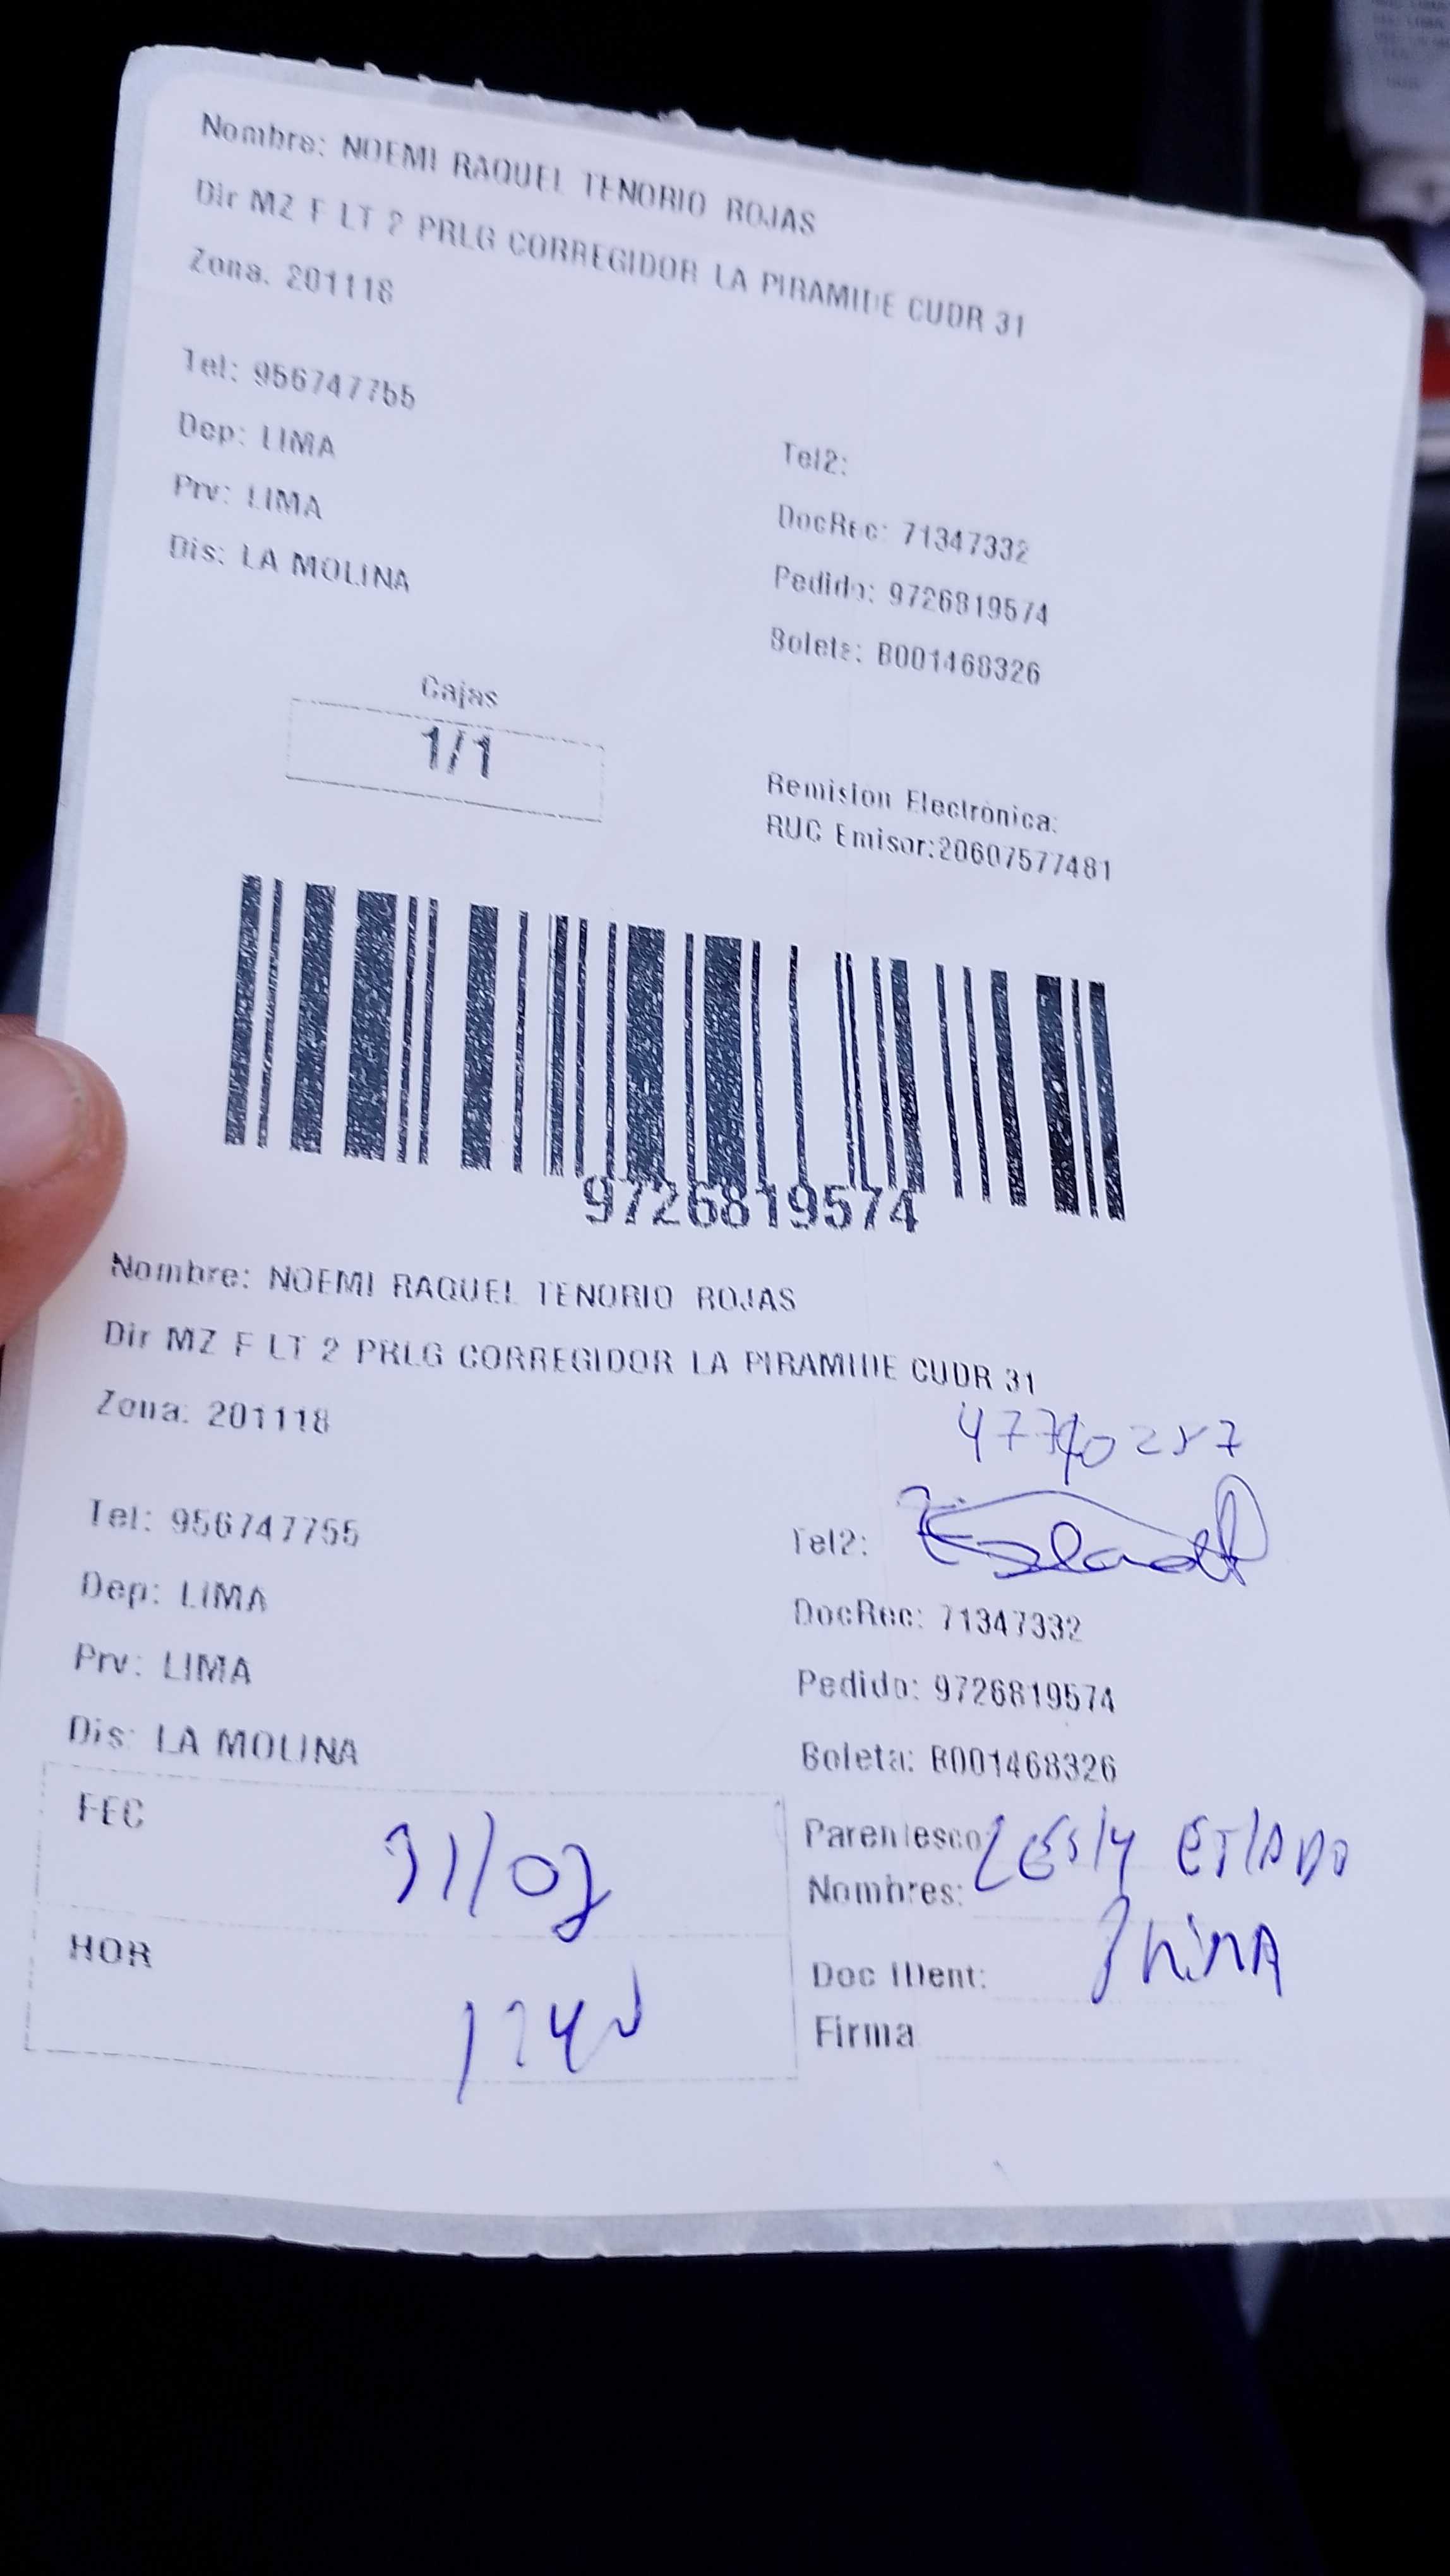 Nombre: NOEMI RAQUEL TENORIO ROJAS
Dir MZ F LT 2 PRLG CORREGIDOR LA PIRAMIDE CUDR 31
Zona: 201118
Tel: 956747755
Tel2:
Dep: LIMA
DocRec: 71347332
Prv: LIMA
Pedido: 9726819574
Dis: LA MOLINA
Boleta: B001468326
Cajas
1/1
Remision Electrónica:
RUC Emisor:20607577481
9726819574
Nombre: NOEMI RAQUEL TENORIO ROJAS
Dir MZ F LT 2 PRLG CORREGIDOR LA PIRAMIDE CUDR 31
Zona: 201118
Tel: 956747755
Tel2:
Dep: LIMA
DocRec: 71347332
Prv: LIMA
Pedido: 9726819574
Dis: LA MOLINA
Boleta: B001468326
FEC
Parentesco:
Nombres:
HOR
Doc Ident:
Firma